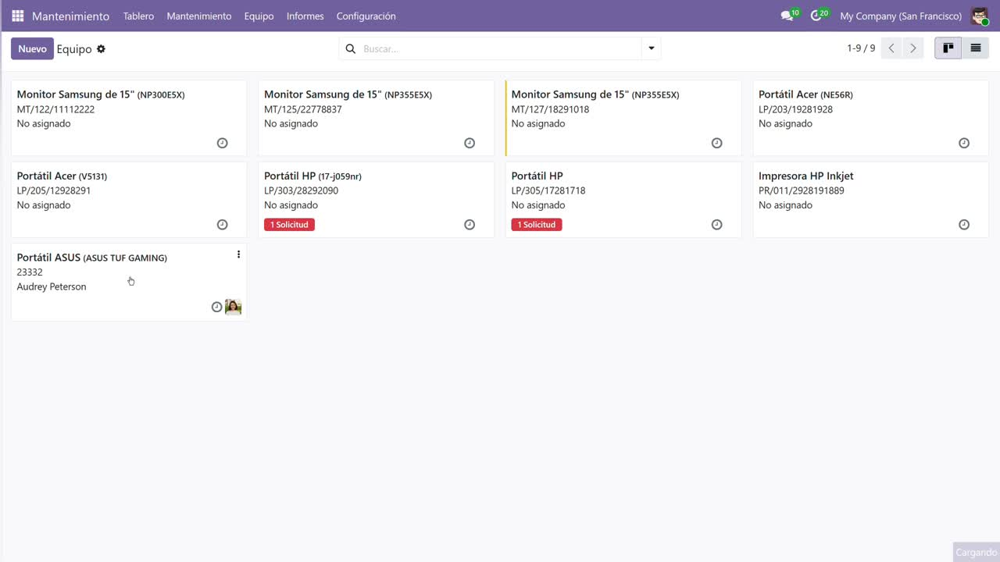 Mantenimiento Tablero Mantenimiento Equipo Informes Configuración 10 20 My Company (San Francisco)
Nuevo Equipo Buscar... 1-9 / 9
Monitor Samsung de 15" (NP300E5X)
MT/122/11112222
No asignado
Monitor Samsung de 15" (NP355E5X)
MT/125/22778837
No asignado
Monitor Samsung de 15" (NP355E5X)
MT/127/18291018
No asignado
Portátil Acer (NE56R)
LP/203/19281928
No asignado
Portátil Acer (V5131)
LP/205/12928291
No asignado
Portátil HP (17-j059nr)
LP/303/28292090
No asignado
1 Solicitud
Portátil HP
LP/305/17281718
No asignado
1 Solicitud
Impresora HP Inkjet
PR/011/2928191889
No asignado
Portátil ASUS (ASUS TUF GAMING)
23332
Audrey Peterson
Cargando